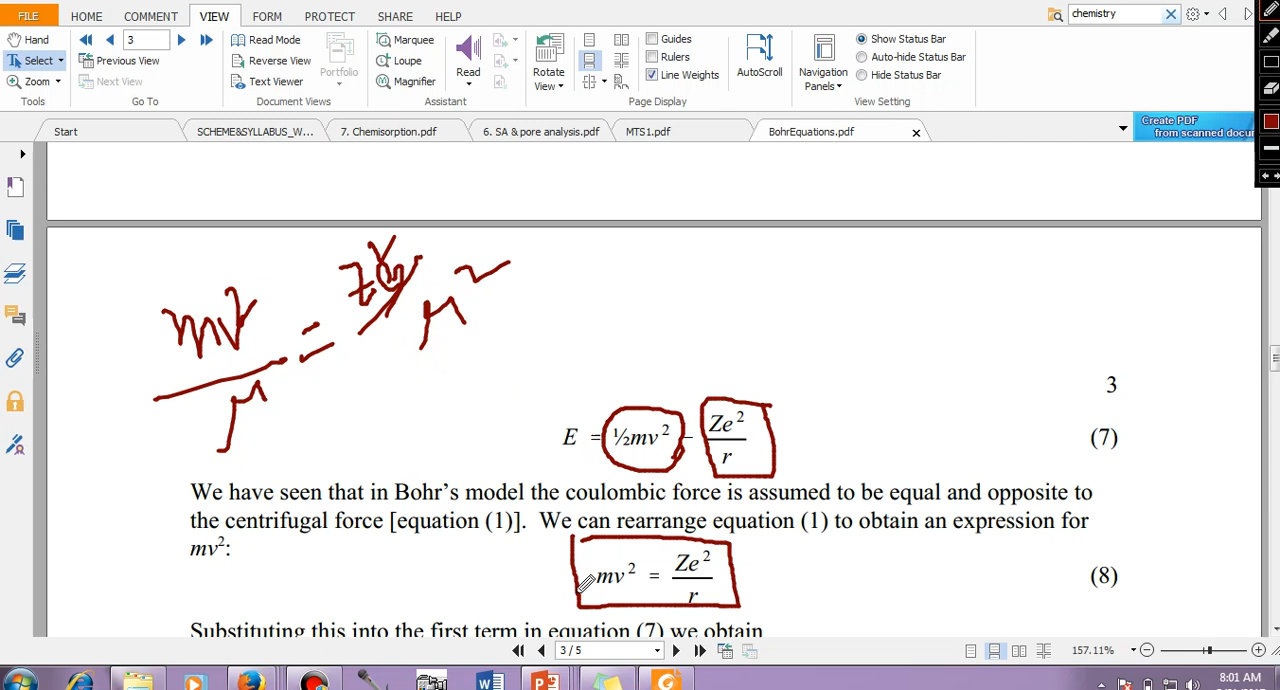 FILE HOME COMMENT VIEW FORM PROTECT SHARE HELP chemistry
Hand 3 Read Mode Marquee Guides Show Status Bar
Select Previous View Reverse View Portfolio Loupe Read Rotate View Rulers AutoScroll Navigation Panels Auto-hide Status Bar
Zoom Next View Text Viewer Magnifier Line Weights Hide Status Bar
Tools Go To Document Views Assistant Page Display View Setting
Start SCHEME&SYLLABUS_W... 7. Chemisorption.pdf 6. SA & pore analysis.pdf MTS1.pdf BohrEquations.pdf Create PDF
from scanned docu
3
E = ½mv² − Ze²/r (7)
We have seen that in Bohr’s model the coulombic force is assumed to be equal and opposite to
the centrifugal force [equation (1)]. We can rearrange equation (1) to obtain an expression for
mv²:
mv² = Ze²/r (8)
Substituting this into the first term in equation (7) we obtain
3 / 5 157.11%
8:01 AM